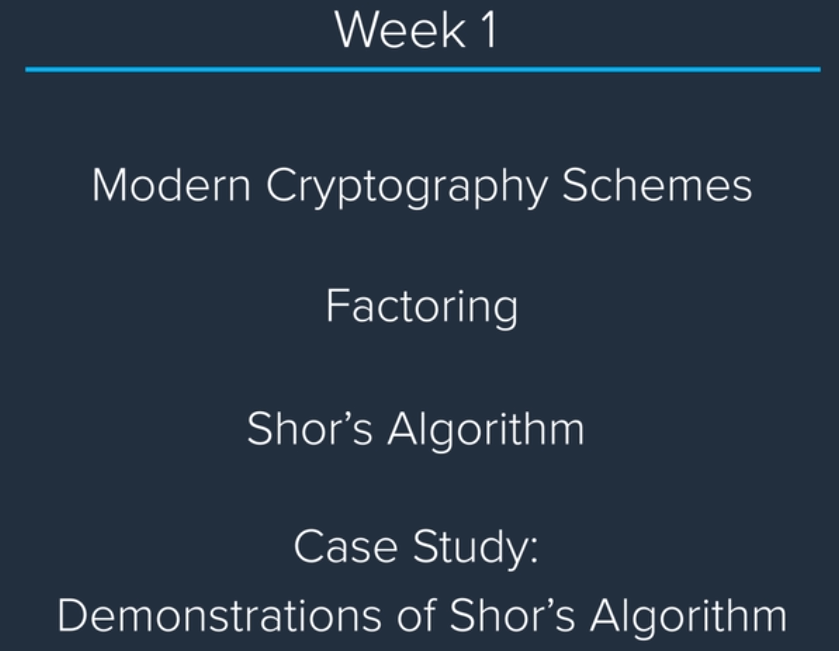 Week 1
Modern Cryptography Schemes
Factoring
Shor’s Algorithm
Case Study:
Demonstrations of Shor’s Algorithm